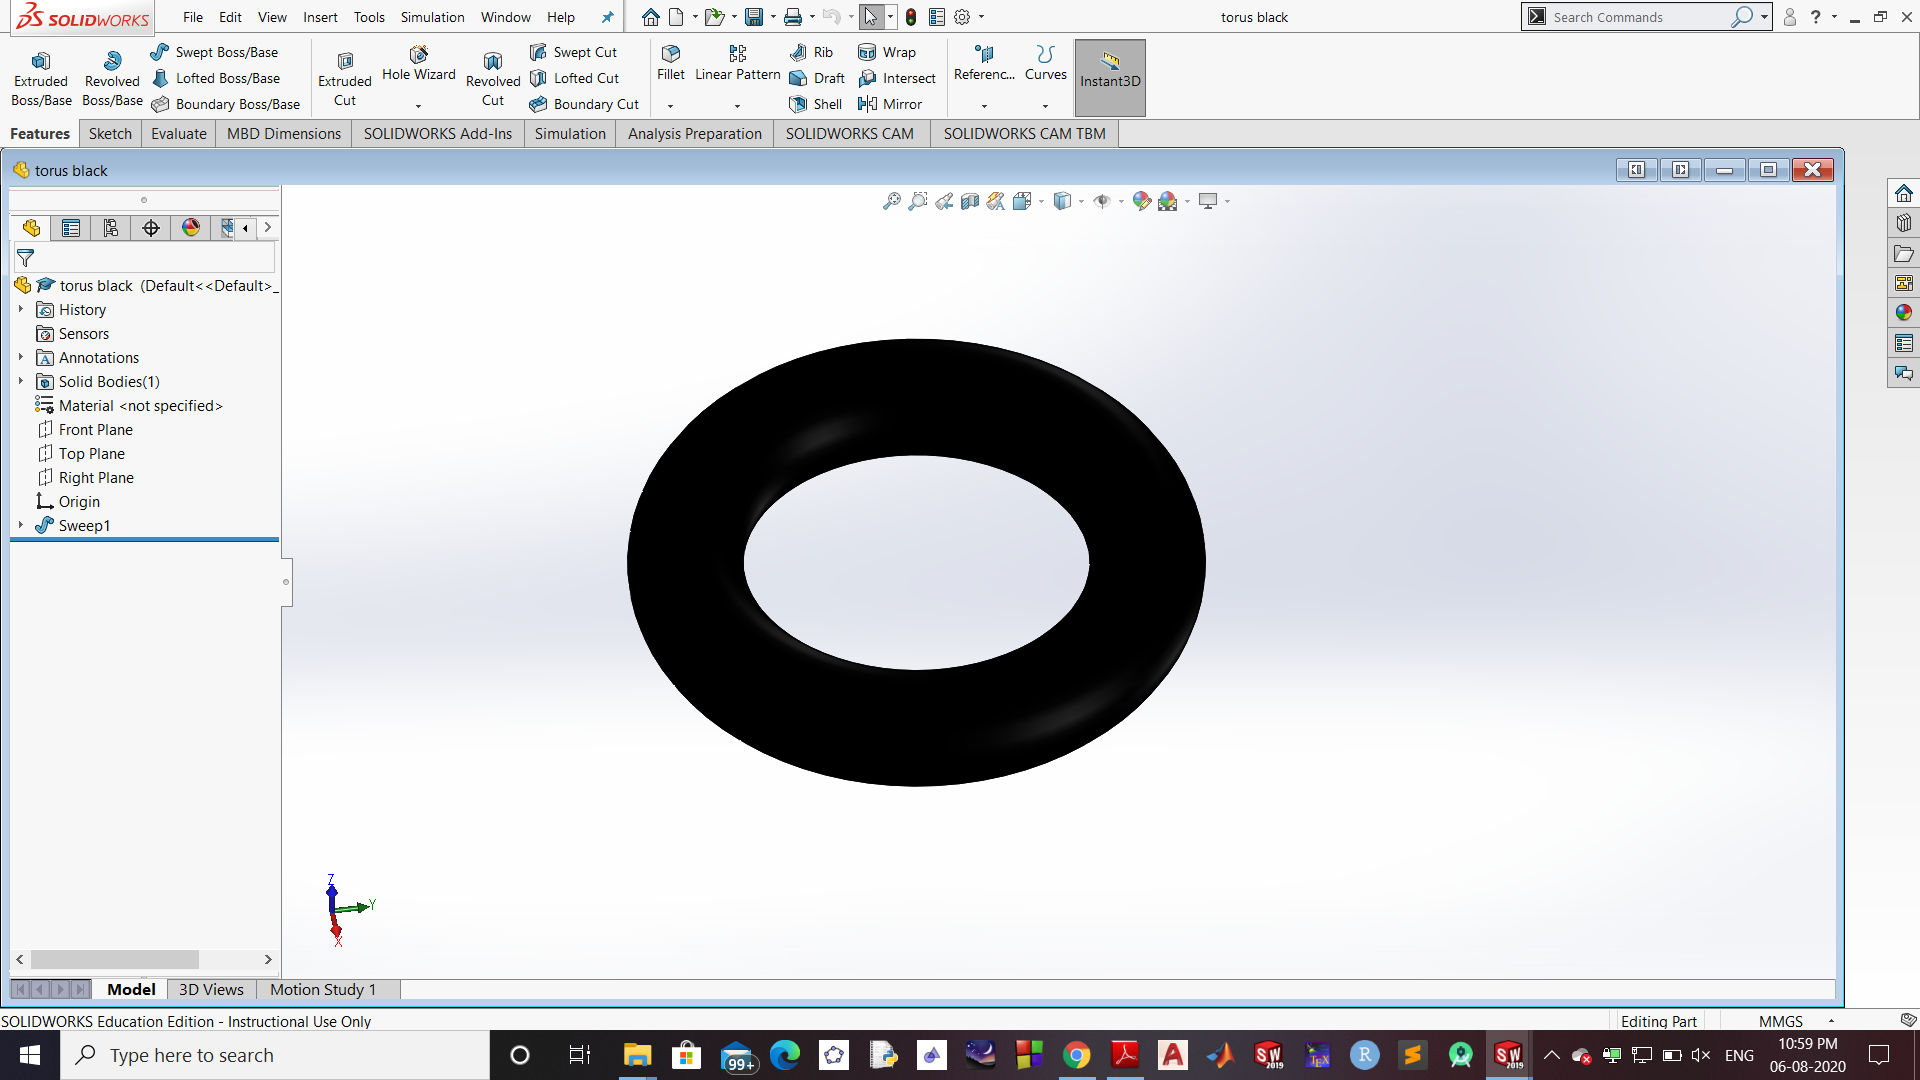 SOLIDWORKS
File Edit View Insert Tools Simulation Window Help
torus black
Search Commands
Extruded Boss/Base
Revolved Boss/Base
Swept Boss/Base
Lofted Boss/Base
Boundary Boss/Base
Extruded Cut
Hole Wizard
Revolved Cut
Swept Cut
Lofted Cut
Boundary Cut
Fillet
Linear Pattern
Rib
Draft
Shell
Wrap
Intersect
Mirror
Referenc...
Curves
Instant3D
Features Sketch Evaluate MBD Dimensions SOLIDWORKS Add-Ins Simulation Analysis Preparation SOLIDWORKS CAM SOLIDWORKS CAM TBM
torus black
torus black (Default<<Default>_
History
Sensors
Annotations
Solid Bodies(1)
Material <not specified>
Front Plane
Top Plane
Right Plane
Origin
Sweep1
Z
Y
X
Model 3D Views Motion Study 1
SOLIDWORKS Education Edition - Instructional Use Only
Editing Part MMGS
Type here to search
99+
SW 2019
TEX
R
SW 2019
ENG
10:59 PM
06-08-2020